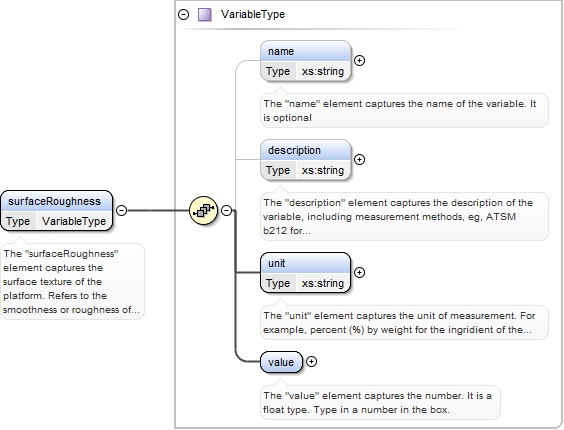 VariableType
name
Type xs:string
The "name" element captures the name of the variable. It
is optional
description
Type xs:string
The "description" element captures the description of the
variable, including measurement methods, eg, ATSM
b212 for...
surfaceRoughness
Type VariableType
The "surfaceRoughness"
element captures the
surface texture of the
platform. Refers to the
smoothness or roughness of...
unit
Type xs:string
The "unit" element captures the unit of measurement. For
example, percent (%) by weight for the ingridient of the...
value
The "value" element captures the number. It is a
float type. Type in a number in the box.